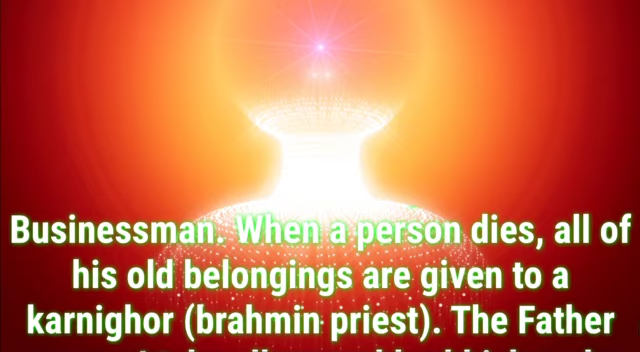 Businessman. When a person dies, all of
his old belongings are given to a
karnighor (brahmin priest). The Father